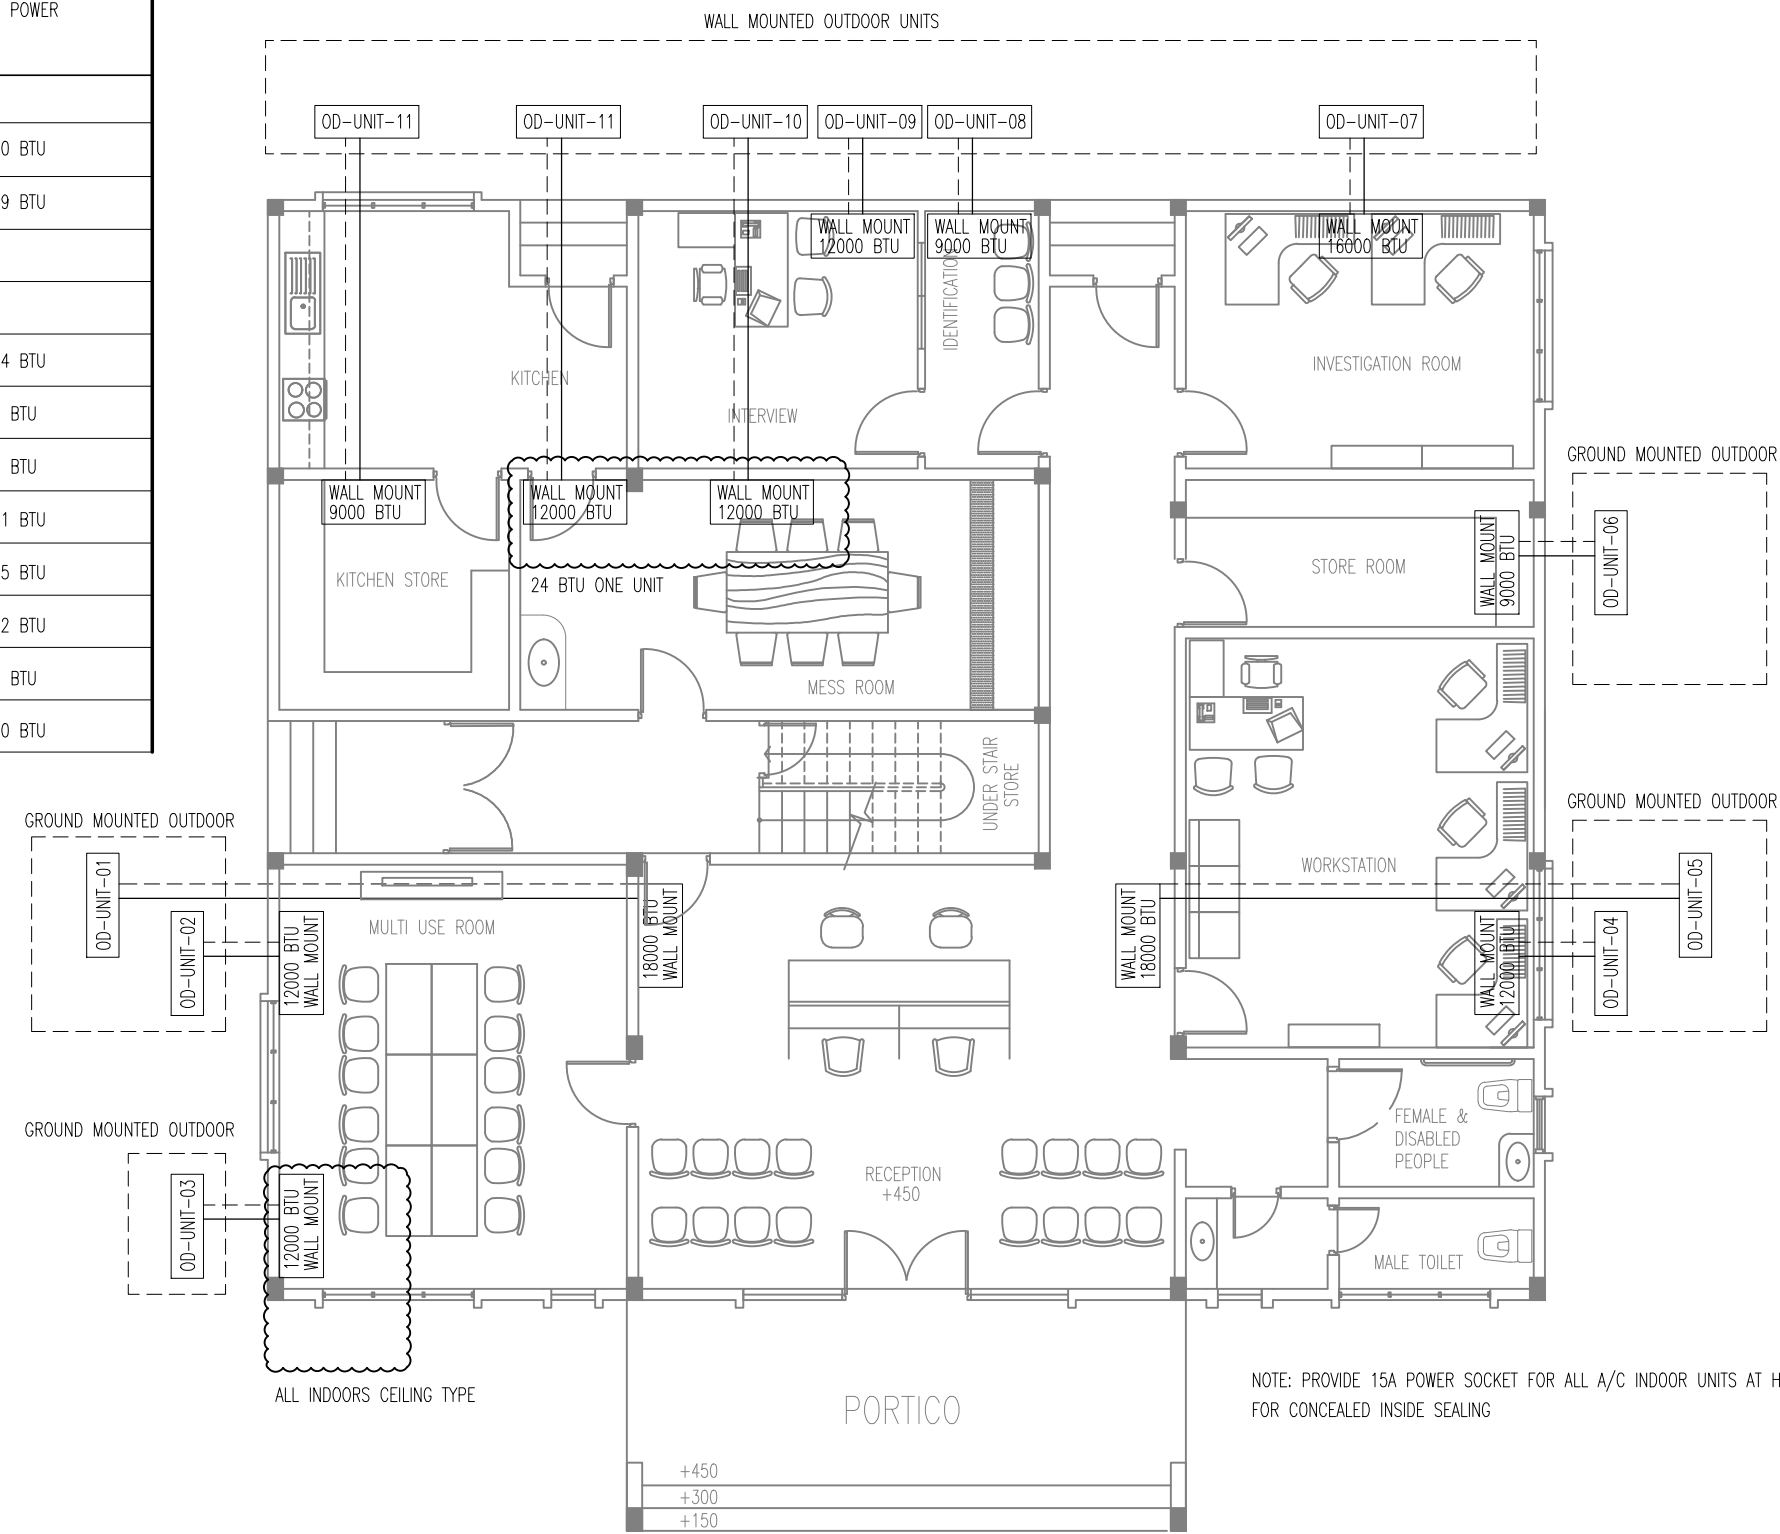 POWER
0 BTU
9 BTU
4 BTU
BTU
BTU
1 BTU
5 BTU
2 BTU
BTU
0 BTU
WALL MOUNTED OUTDOOR UNITS
OD-UNIT-11
OD-UNIT-11
OD-UNIT-10
OD-UNIT-09
OD-UNIT-08
OD-UNIT-07
WALL MOUNT
12000 BTU
WALL MOUNT
9000 BTU
WALL MOUNT
16000 BTU
IDENTIFICATION
KITCHEN
INTERVIEW
INVESTIGATION ROOM
GROUND MOUNTED OUTDOOR
WALL MOUNT
9000 BTU
WALL MOUNT
12000 BTU
WALL MOUNT
12000 BTU
24 BTU ONE UNIT
KITCHEN STORE
STORE ROOM
WALL MOUNT
9000 BTU
OD-UNIT-06
MESS ROOM
UNDER STAIR
STORE
GROUND MOUNTED OUTDOOR
GROUND MOUNTED OUTDOOR
OD-UNIT-01
OD-UNIT-02
12000 BTU
WALL MOUNT
MULTI USE ROOM
18000 BTU
WALL MOUNT
WALL MOUNT
18000 BTU
WORKSTATION
WALL MOUNT
12000 BTU
OD-UNIT-04
OD-UNIT-05
GROUND MOUNTED OUTDOOR
OD-UNIT-03
12000 BTU
WALL MOUNT
RECEPTION
+450
FEMALE &
DISABLED
PEOPLE
MALE TOILET
ALL INDOORS CEILING TYPE
NOTE: PROVIDE 15A POWER SOCKET FOR ALL A/C INDOOR UNITS AT H
FOR CONCEALED INSIDE SEALING
PORTICO
+450
+300
+150